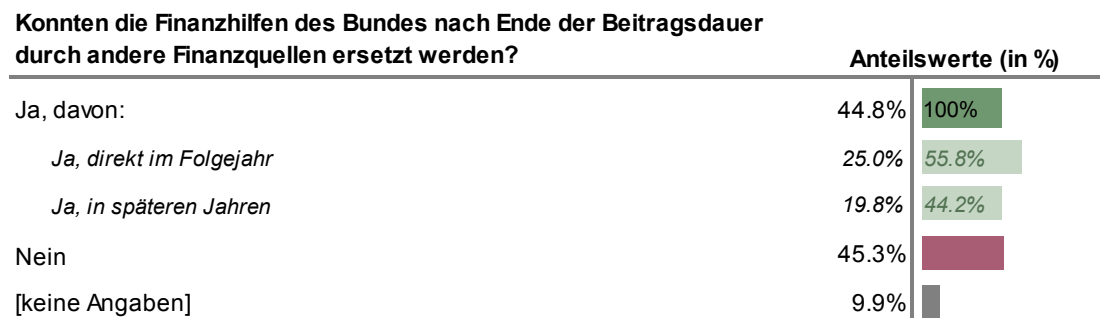 Konnten die Finanzhilfen des Bundes nach Ende der Beitragsdauer
durch andere Finanzquellen ersetzt werden? Anteilswerte (in %)
Ja, davon: 44.8% 100%
Ja, direkt im Folgejahr 25.0% 55.8%
Ja, in späteren Jahren 19.8% 44.2%
Nein 45.3%
[keine Angaben] 9.9%